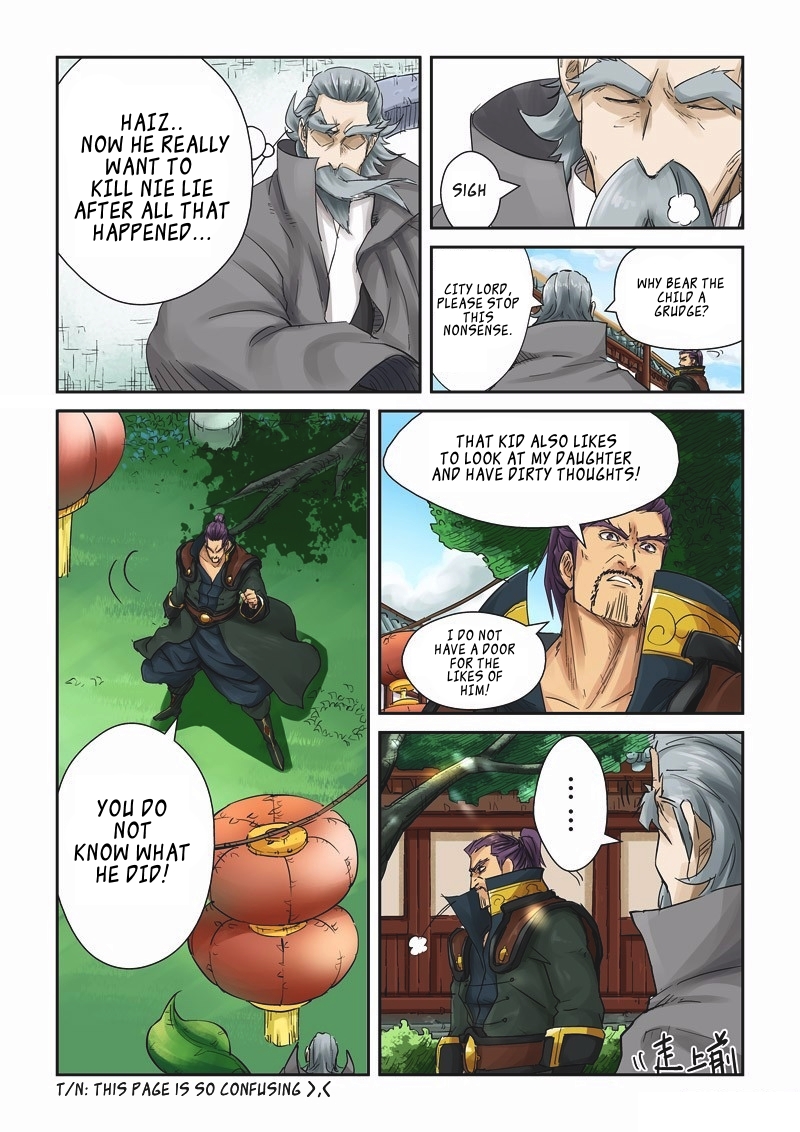 HAIZ..
NOW HE REALLY
WANT TO
KILL NIE LIE
AFTER ALL THAT
HAPPENED...
SIGH
CITY LORD,
PLEASE STOP
THIS
NONSENSE.
WHY BEAR THE
CHILD A
GRUDGE?
YOU DO
NOT
KNOW WHAT
HE DID!
THAT KID ALSO LIKES
TO LOOK AT MY DAUGHTER
AND HAVE DIRTY THOUGHTS!
I DO NOT
HAVE A DOOR
FOR THE
LIKES OF
HIM!
......
走上前
T/N: THIS PAGE IS SO CONFUSING >,<